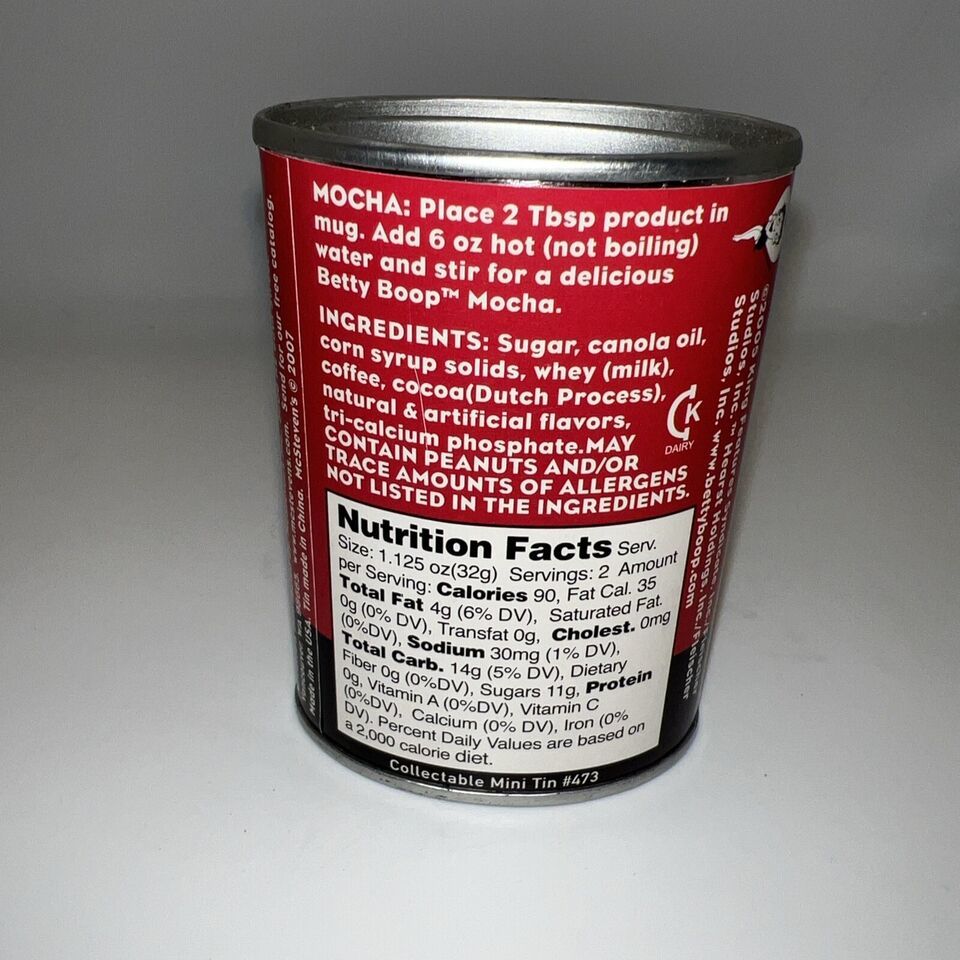 MOCHA: Place 2 Tbsp product in
mug. Add 6 oz hot (not boiling)
water and stir for a delicious
Betty Boop™ Mocha.
INGREDIENTS: Sugar, canola oil,
corn syrup solids, whey (milk),
coffee, cocoa(Dutch Process),
natural & artificial flavors,
tri-calcium phosphate.MAY
CONTAIN PEANUTS AND/OR
TRACE AMOUNTS OF ALLERGENS
NOT LISTED IN THE INGREDIENTS.
K
DAIRY
Nutrition Facts Serv.
Size: 1.125 oz(32g) Servings: 2 Amount
per Serving: Calories 90, Fat Cal. 35
Total Fat 4g (6% DV), Saturated Fat.
0g (0% DV), Transfat 0g, Cholest. 0mg
(0%DV), Sodium 30mg (1% DV),
Total Carb. 14g (5% DV), Dietary
Fiber 0g (0%DV), Sugars 11g, Protein
0g, Vitamin A (0%DV), Vitamin C
(0%DV), Calcium (0% DV), Iron (0%
DV). Percent Daily Values are based on
a 2,000 calorie diet.
Collectable Mini Tin #473
Send for our free catalog.
Made in the USA. Tin made in China. McSteven's © 2007
Studios, Inc. ™ Hearst Holdings, Inc./Fleischer
Studios, Inc. www.bettyboop.com